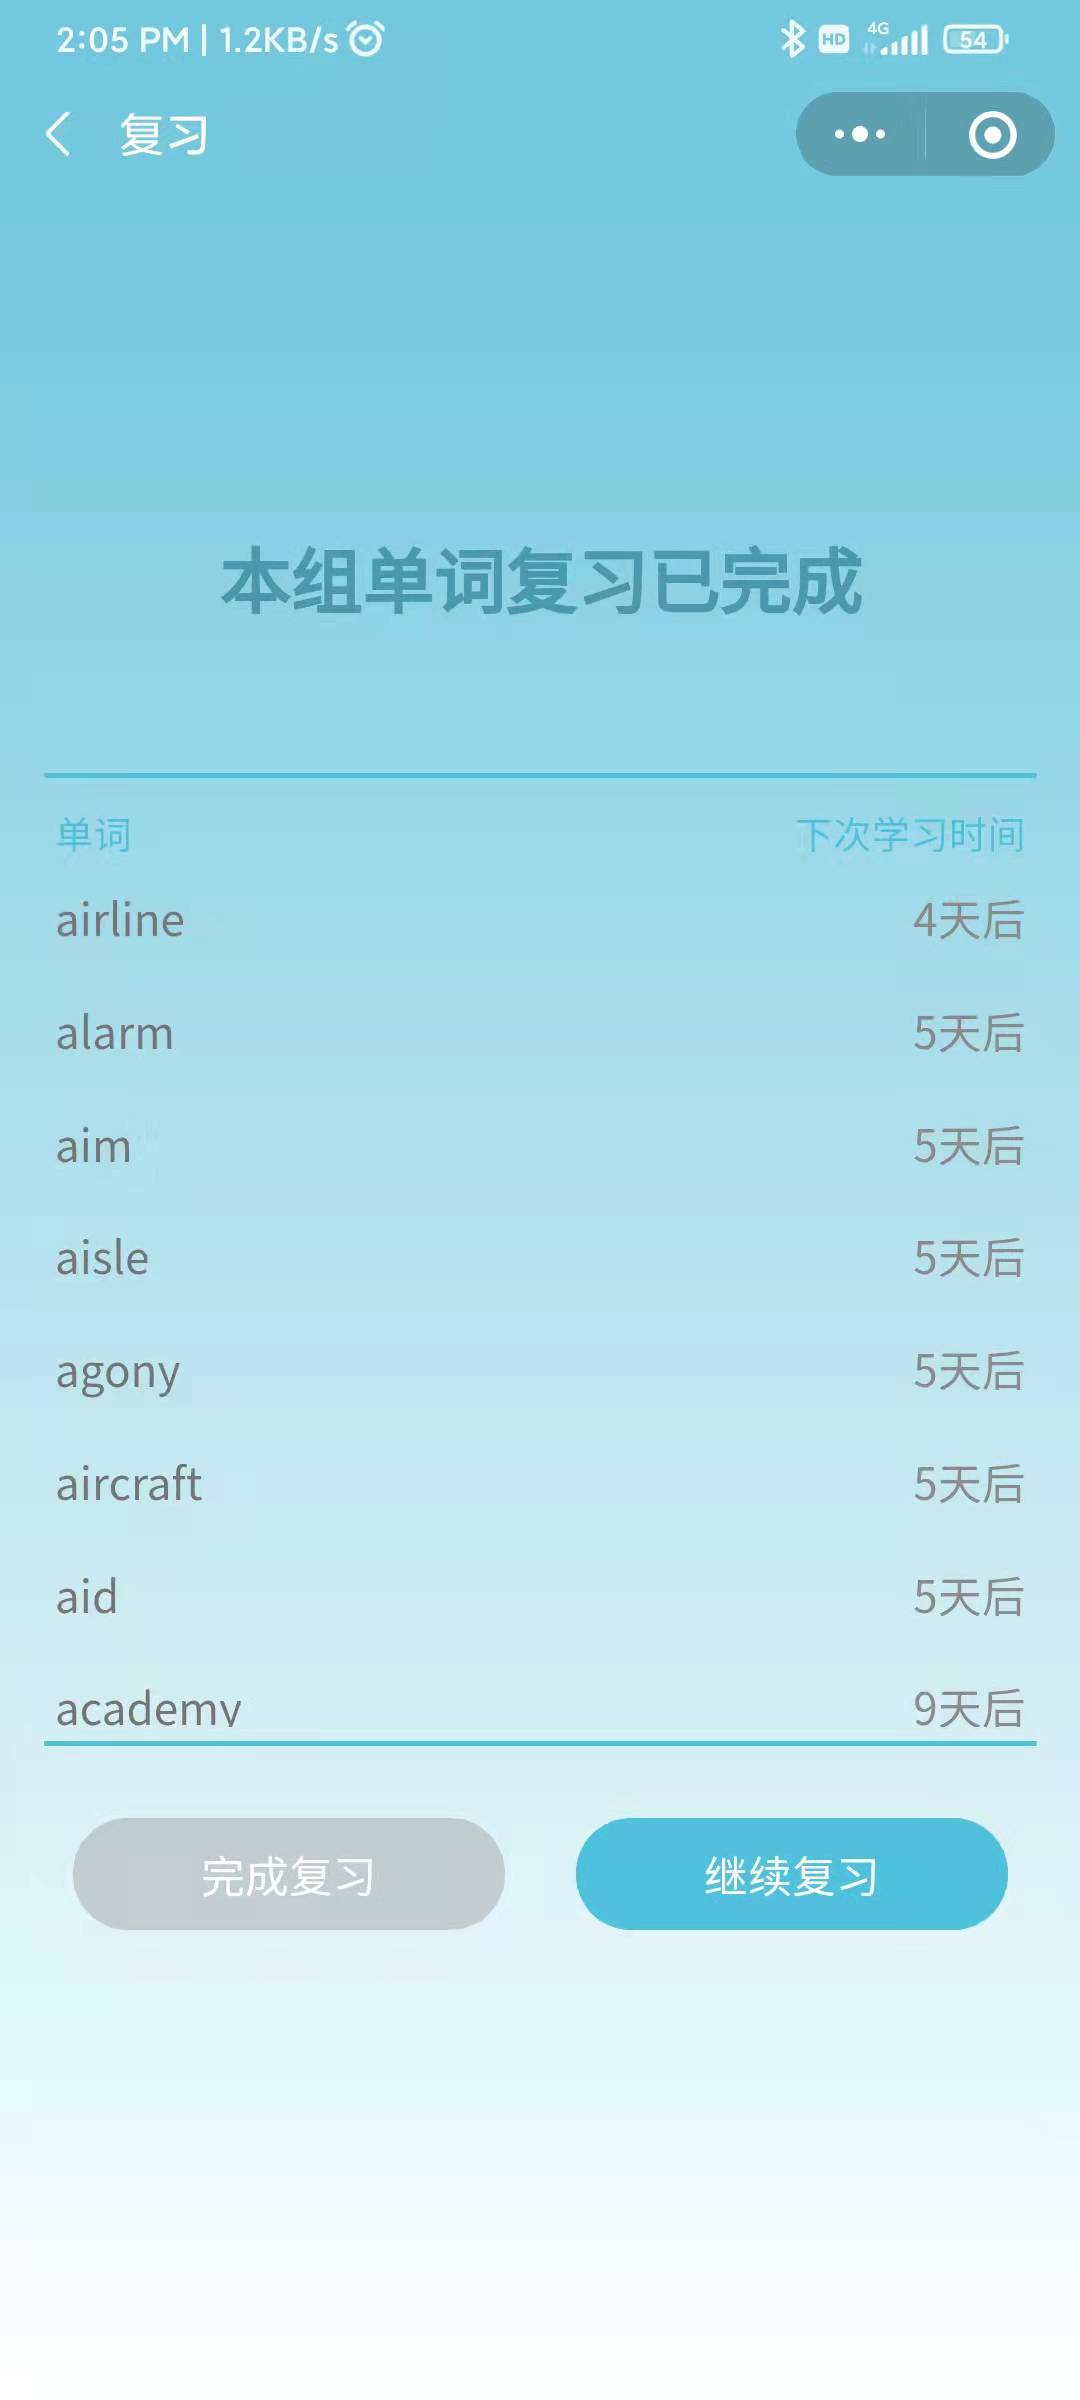 2:05 PM | 1.2KB/s
HD 4G 54
复习
本组单词复习已完成
单词 下次学习时间
airline 4天后
alarm 5天后
aim 5天后
aisle 5天后
agony 5天后
aircraft 5天后
aid 5天后
academy 9天后
完成复习 继续复习